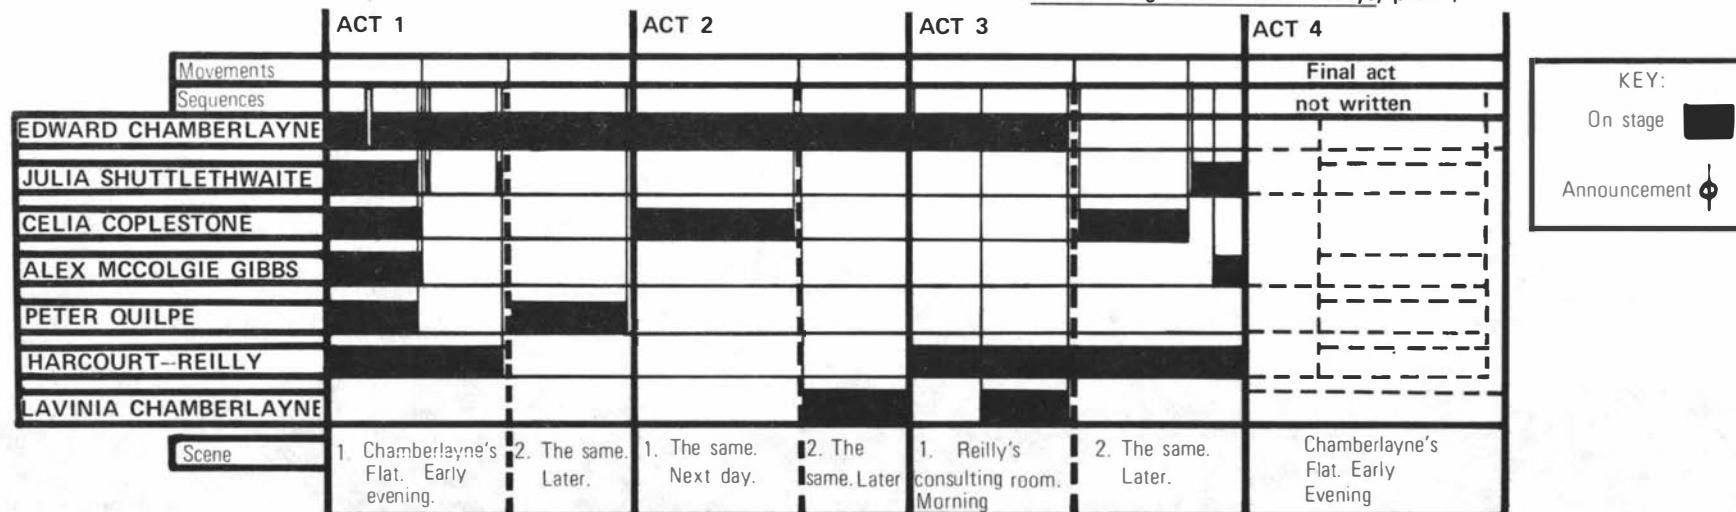 ACT 1
ACT 2
ACT 3
ACT 4
Movements
Final act
Sequences
not written
EDWARD CHAMBERLAYNE
JULIA SHUTTLETHWAITE
CELIA COPLESTONE
ALEX MCCOLGIE GIBBS
PETER QUILPE
HARCOURT--REILLY
LAVINIA CHAMBERLAYNE
Scene
1. Chamberlayne's
Flat. Early
evening.
2. The same.
Later.
1. The same.
Next day.
2. The
same. Later
1. Reilly's
consulting room.
Morning
2. The same.
Later.
Chamberlayne's
Flat. Early
Evening
KEY:
On stage
Announcement